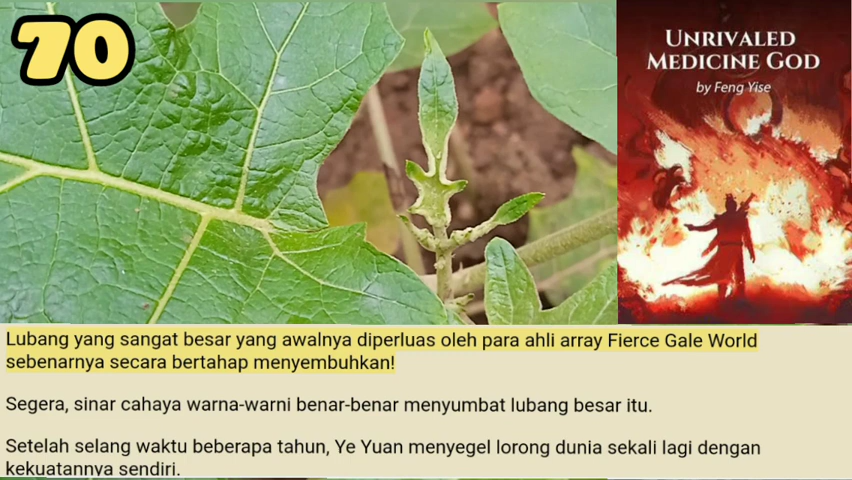 70
UNRIVALED
MEDICINE GOD
by Feng Yise
Lubang yang sangat besar yang awalnya diperluas oleh para ahli array Fierce Gale World
sebenarnya secara bertahap menyembuhkan!
Segera, sinar cahaya warna-warni benar-benar menyumbat lubang besar itu.
Setelah selang waktu beberapa tahun, Ye Yuan menyegel lorong dunia sekali lagi dengan
kekuatannya sendiri.